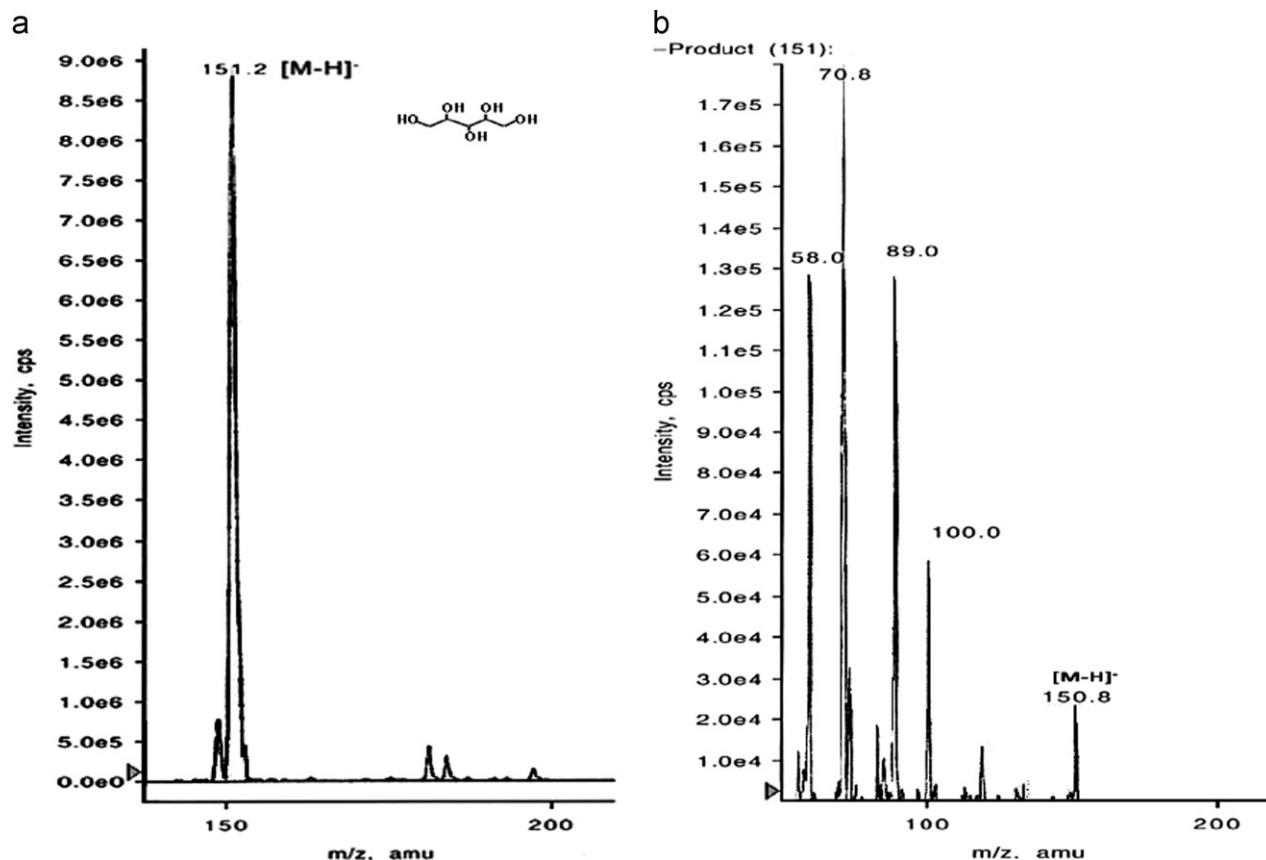 a
9.0e6
8.5e6
8.0e6
7.5e6
7.0e6
6.5e6
6.0e6
5.5e6
5.0e6
4.5e6
4.0e6
3.5e6
3.0e6
2.5e6
2.0e6
1.5e6
1.0e6
5.0e5
0.0e0
Intensity, cps
151.2 [M-H]-
HO OH OH OH OH
150 200
m/z, amu
b
-Product (151):
1.7e5
1.6e5
1.5e5
1.4e5
1.3e5
1.2e5
1.1e5
1.0e5
9.0e4
8.0e4
7.0e4
6.0e4
5.0e4
4.0e4
3.0e4
2.0e4
1.0e4
Intensity, cps
70.8
58.0
89.0
100.0
[M-H]-
150.8
100 200
m/z, amu